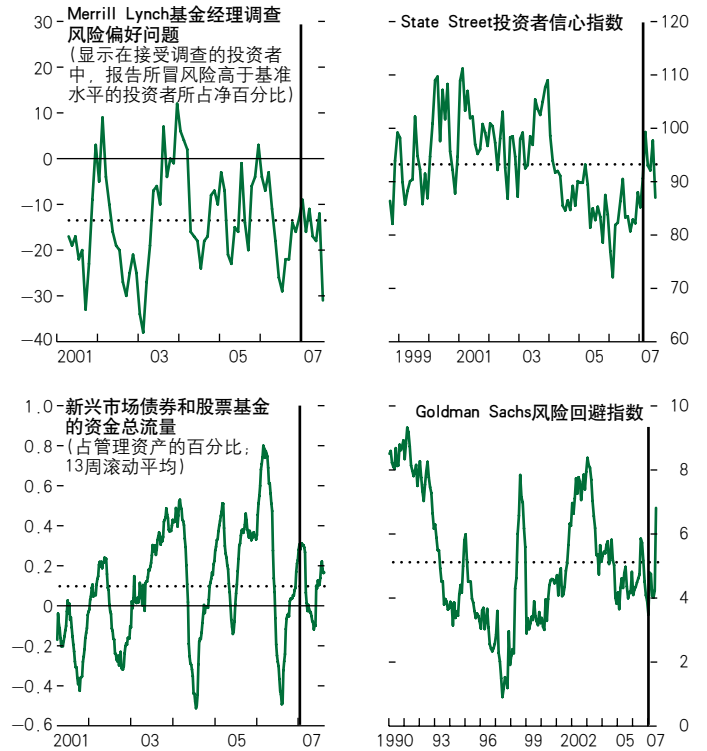 Merrill Lynch基金经理调查
风险偏好问题
(显示在接受调查的投资者
中，报告所冒风险高于基准
水平的投资者所占净百分比)
30
20
10
0
−10
−20
−30
−40
2001 03 05 07
State Street投资者信心指数
120
110
100
90
80
70
60
1999 2001 03 05 07
新兴市场债券和股票基金
的资金总流量
(占管理资产的百分比；
13周滚动平均)
1.0
0.8
0.6
0.4
0.2
0
−0.2
−0.4
−0.6
2001 03 05 07
Goldman Sachs风险回避指数
10
8
6
4
2
0
1990 93 96 99 2002 05 07